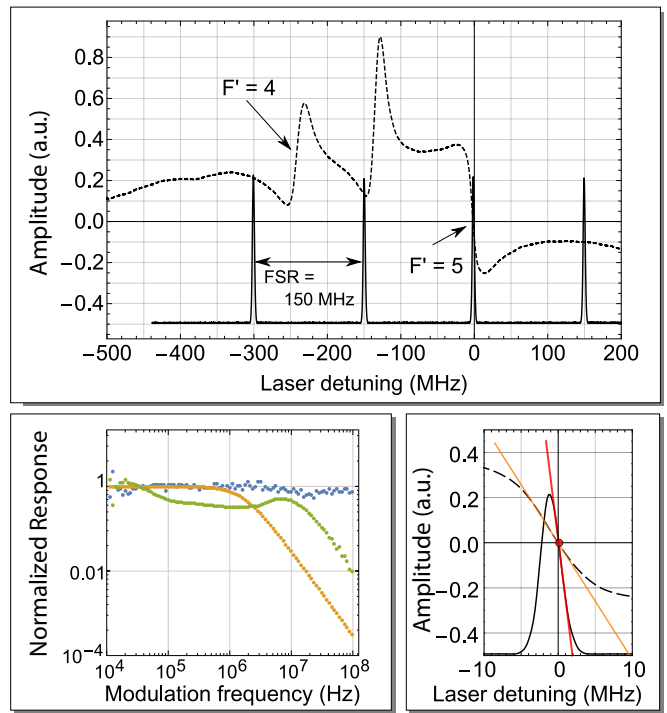 Amplitude (a.u.)
0.8
0.6
0.4
0.2
0.0
−0.2
−0.4
F' = 4
F' = 5
FSR =
150 MHz
−500 −400 −300 −200 −100 0 100 200
Laser detuning (MHz)
Normalized Response
1
0.01
10⁻⁴
10⁴ 10⁵ 10⁶ 10⁷ 10⁸
Modulation frequency (Hz)
Amplitude (a.u.)
0.4
0.2
0.0
−0.2
−0.4
−10 0 10
Laser detuning (MHz)